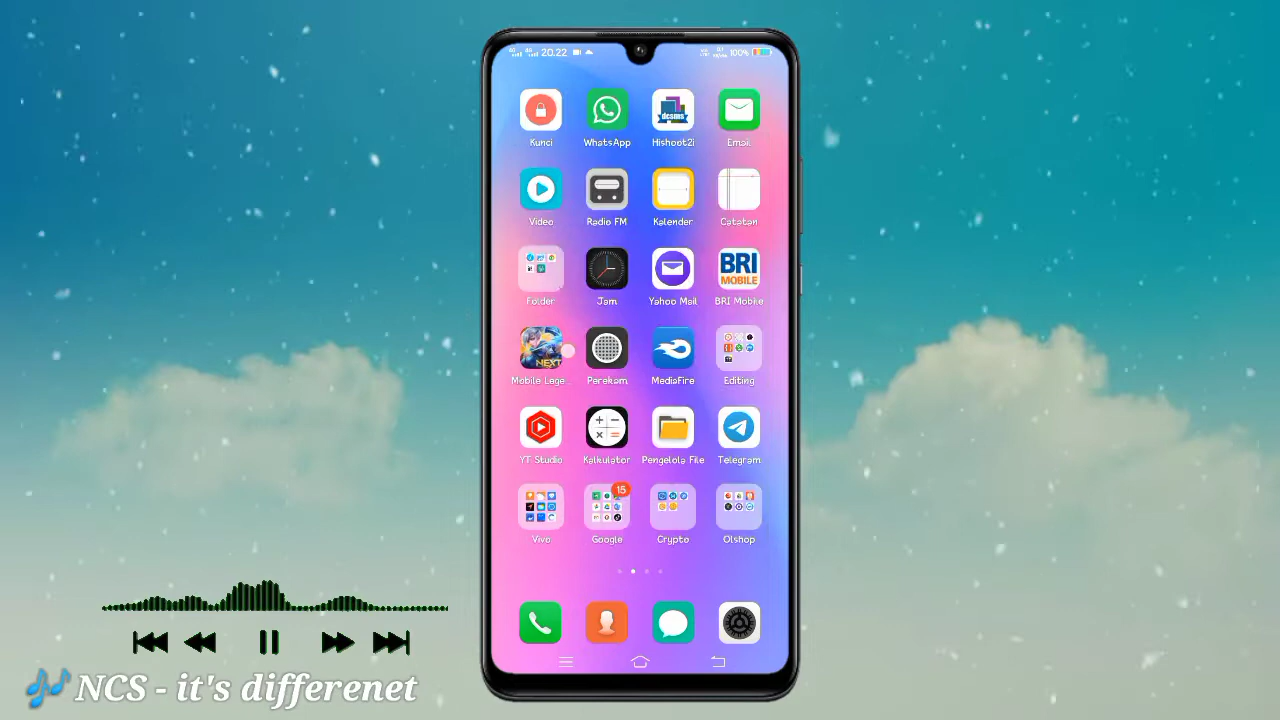 20.22 100%
Kunci WhatsApp Hishoot2i Email
dcsms
Video Radio FM Kalender Catatan
BRI
MOBILE
Folder Jam Yahoo Mail BRI Mobile
NEXT
Mobile Lege... Perekam MediaFire Editing
YT Studio Kalkulator Pengelola File Telegram
15
Vivo Google Crypto Olshop
NCS - it's differenet